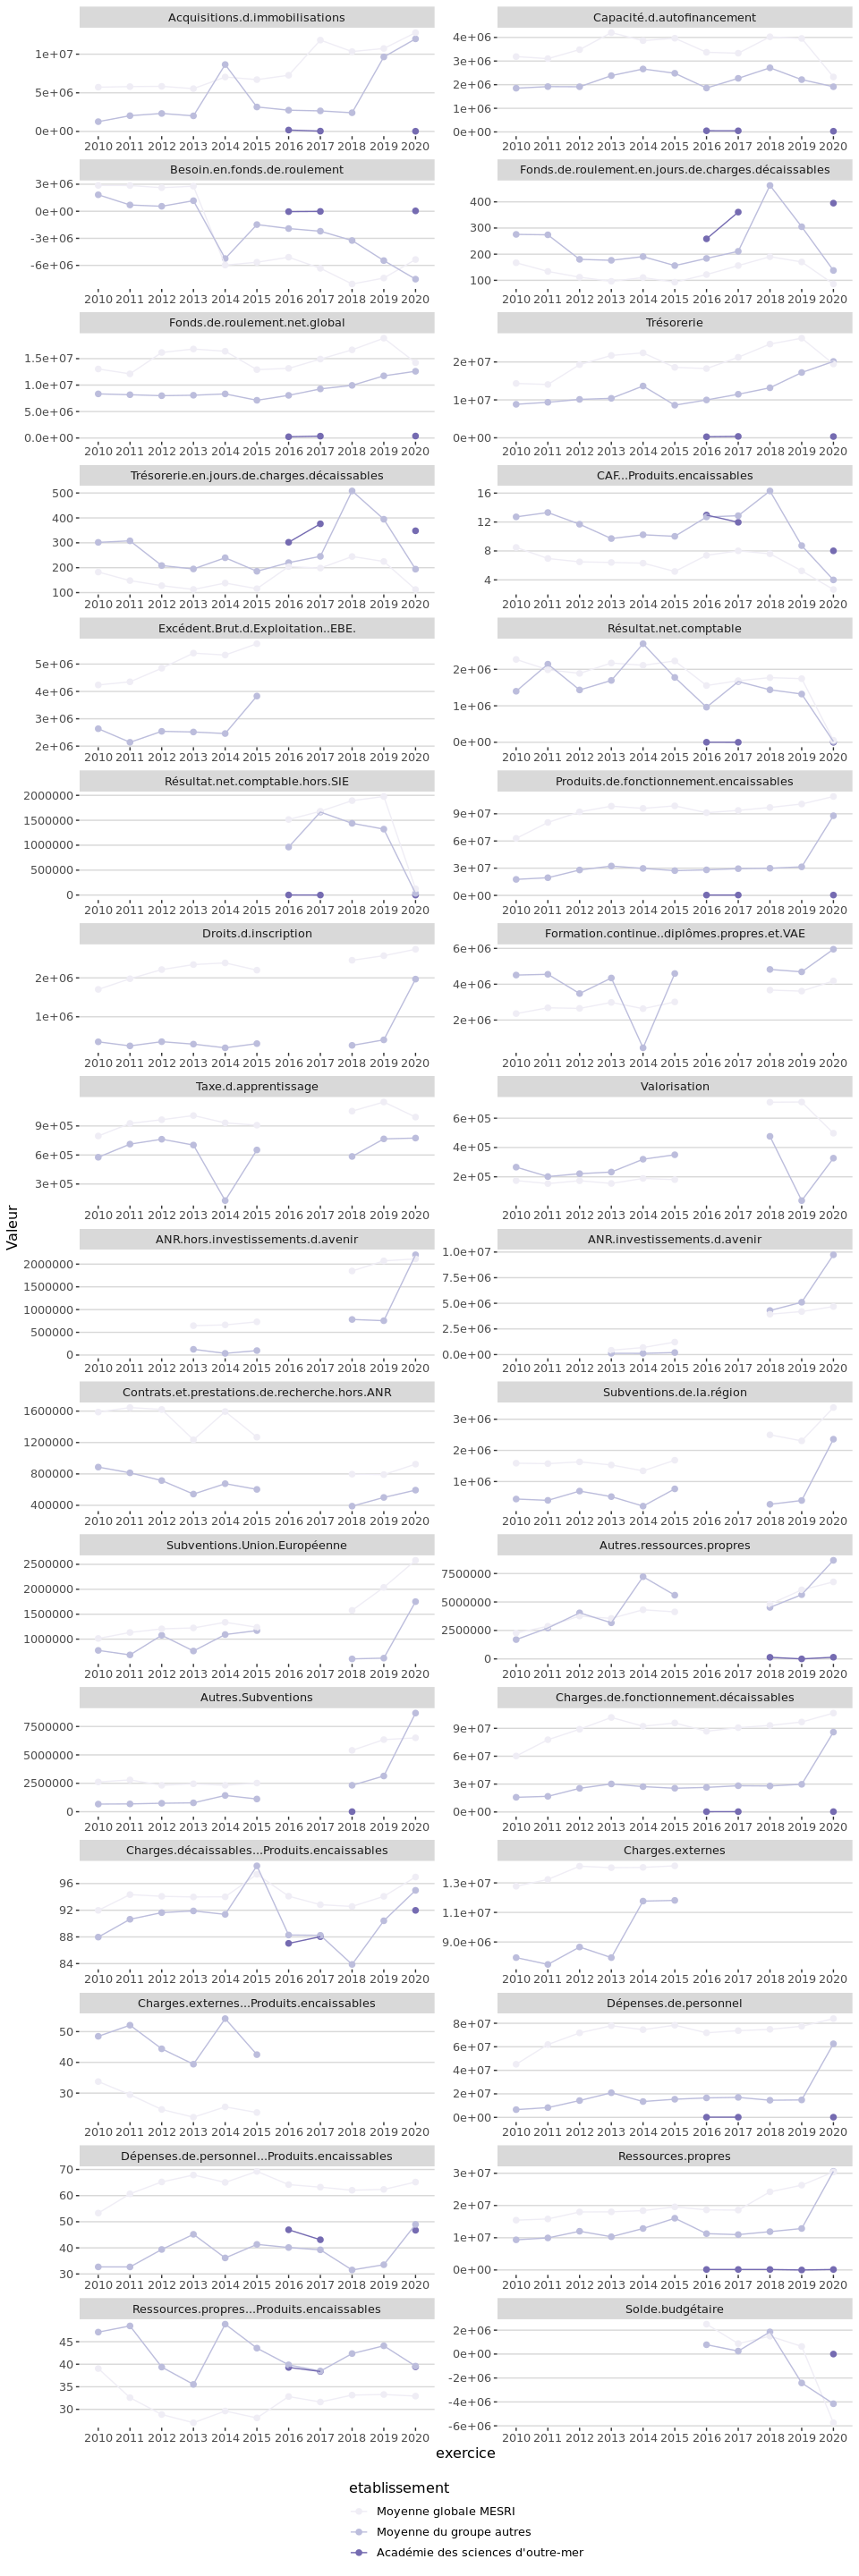 Acquisitions.d.immobilisations
1e+07
5e+06
0e+00
2010 2011 2012 2013 2014 2015 2016 2017 2018 2019 2020
Capacité.d.autofinancement
4e+06
3e+06
2e+06
1e+06
0e+00
2010 2011 2012 2013 2014 2015 2016 2017 2018 2019 2020
Besoin.en.fonds.de.roulement
3e+06
0e+00
-3e+06
-6e+06
2010 2011 2012 2013 2014 2015 2016 2017 2018 2019 2020
Fonds.de.roulement.en.jours.de.charges.décaissables
400
300
200
100
2010 2011 2012 2013 2014 2015 2016 2017 2018 2019 2020
Fonds.de.roulement.net.global
1.5e+07
1.0e+07
5.0e+06
0.0e+00
2010 2011 2012 2013 2014 2015 2016 2017 2018 2019 2020
Trésorerie
2e+07
1e+07
0e+00
2010 2011 2012 2013 2014 2015 2016 2017 2018 2019 2020
Trésorerie.en.jours.de.charges.décaissables
500
400
300
200
100
2010 2011 2012 2013 2014 2015 2016 2017 2018 2019 2020
CAF...Produits.encaissables
16
12
8
4
2010 2011 2012 2013 2014 2015 2016 2017 2018 2019 2020
Excédent.Brut.d.Exploitation..EBE.
5e+06
4e+06
3e+06
2e+06
2010 2011 2012 2013 2014 2015 2016 2017 2018 2019 2020
Résultat.net.comptable
2e+06
1e+06
0e+00
2010 2011 2012 2013 2014 2015 2016 2017 2018 2019 2020
Résultat.net.comptable.hors.SIE
2000000
1500000
1000000
500000
0
2010 2011 2012 2013 2014 2015 2016 2017 2018 2019 2020
Produits.de.fonctionnement.encaissables
9e+07
6e+07
3e+07
0e+00
2010 2011 2012 2013 2014 2015 2016 2017 2018 2019 2020
Droits.d.inscription
2e+06
1e+06
2010 2011 2012 2013 2014 2015 2016 2017 2018 2019 2020
Formation.continue..diplômes.propres.et.VAE
6e+06
4e+06
2e+06
2010 2011 2012 2013 2014 2015 2016 2017 2018 2019 2020
Taxe.d.apprentissage
9e+05
6e+05
3e+05
2010 2011 2012 2013 2014 2015 2016 2017 2018 2019 2020
Valorisation
6e+05
4e+05
2e+05
2010 2011 2012 2013 2014 2015 2016 2017 2018 2019 2020
Valeur
ANR.hors.investissements.d.avenir
2000000
1500000
1000000
500000
0
2010 2011 2012 2013 2014 2015 2016 2017 2018 2019 2020
ANR.investissements.d.avenir
1.0e+07
7.5e+06
5.0e+06
2.5e+06
0.0e+00
2010 2011 2012 2013 2014 2015 2016 2017 2018 2019 2020
Contrats.et.prestations.de.recherche.hors.ANR
1600000
1200000
800000
400000
2010 2011 2012 2013 2014 2015 2016 2017 2018 2019 2020
Subventions.de.la.région
3e+06
2e+06
1e+06
2010 2011 2012 2013 2014 2015 2016 2017 2018 2019 2020
Subventions.Union.Européenne
2500000
2000000
1500000
1000000
2010 2011 2012 2013 2014 2015 2016 2017 2018 2019 2020
Autres.ressources.propres
7500000
5000000
2500000
0
2010 2011 2012 2013 2014 2015 2016 2017 2018 2019 2020
Autres.Subventions
7500000
5000000
2500000
0
2010 2011 2012 2013 2014 2015 2016 2017 2018 2019 2020
Charges.de.fonctionnement.décaissables
9e+07
6e+07
3e+07
0e+00
2010 2011 2012 2013 2014 2015 2016 2017 2018 2019 2020
Charges.décaissables...Produits.encaissables
96
92
88
84
2010 2011 2012 2013 2014 2015 2016 2017 2018 2019 2020
Charges.externes
1.3e+07
1.1e+07
9.0e+06
2010 2011 2012 2013 2014 2015 2016 2017 2018 2019 2020
Charges.externes...Produits.encaissables
50
40
30
2010 2011 2012 2013 2014 2015 2016 2017 2018 2019 2020
Dépenses.de.personnel
8e+07
6e+07
4e+07
2e+07
0e+00
2010 2011 2012 2013 2014 2015 2016 2017 2018 2019 2020
Dépenses.de.personnel...Produits.encaissables
70
60
50
40
30
2010 2011 2012 2013 2014 2015 2016 2017 2018 2019 2020
Ressources.propres
3e+07
2e+07
1e+07
0e+00
2010 2011 2012 2013 2014 2015 2016 2017 2018 2019 2020
Ressources.propres...Produits.encaissables
45
40
35
30
2010 2011 2012 2013 2014 2015 2016 2017 2018 2019 2020
Solde.budgétaire
2e+06
0e+00
-2e+06
-4e+06
-6e+06
2010 2011 2012 2013 2014 2015 2016 2017 2018 2019 2020
exercice
etablissement
Moyenne globale MESRI
Moyenne du groupe autres
Académie des sciences d'outre-mer